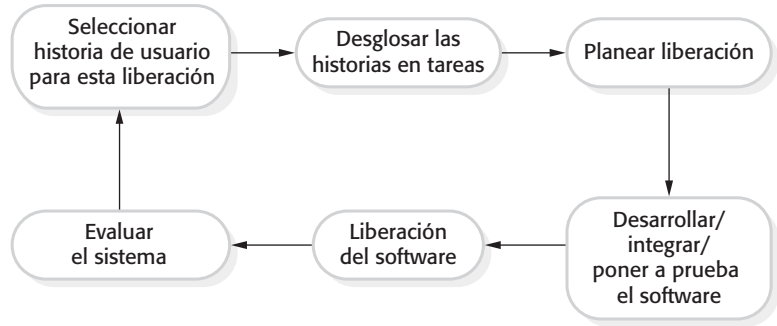 Seleccionar
historia de usuario
para esta liberación
Desglosar las
historias en tareas
Planear liberación
Desarrollar/
integrar/
poner a prueba
el software
Liberación
del software
Evaluar
el sistema